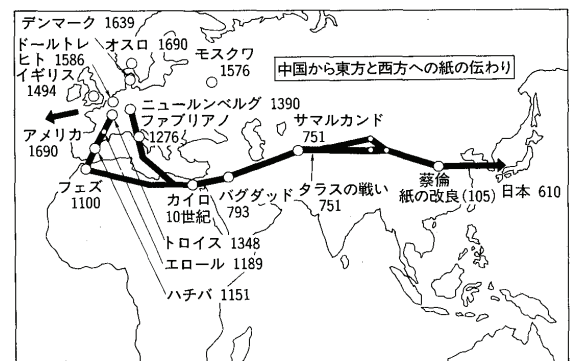 デンマーク 1639
ドールトレ
ヒト 1586
オスロ 1690
モスクワ
1576
イギリス
1494
中国から東方と西方への紙の伝わり
ニュールンベルグ 1390
ファブリアノ
1276
サマルカンド
751
アメリカ
1690
フェズ
1100
カイロ
10世紀
バグダッド
793
タラスの戦い
751
蔡倫
紙の改良(105)
日本 610
トロイス 1348
エロール 1189
ハチバ 1151